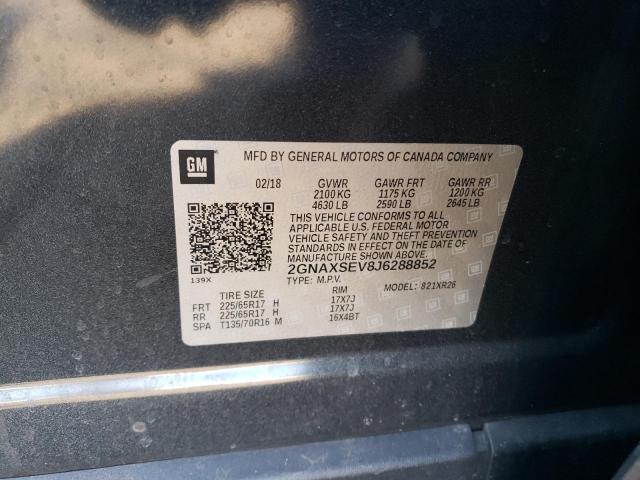 GM
MFD BY GENERAL MOTORS OF CANADA COMPANY
02/18 GVWR GAWR FRT GAWR RR
2100 KG 1175 KG 1200 KG
4630 LB 2590 LB 2645 LB
THIS VEHICLE CONFORMS TO ALL
APPLICABLE U.S. FEDERAL MOTOR
VEHICLE SAFETY AND THEFT PREVENTION
STANDARDS IN EFFECT ON THE DATE OF
MANUFACTURE SHOWN ABOVE.
139X
2GNAXSEV8J6288852
TYPE: M.P.V. MODEL: 821XR26
TIRE SIZE RIM
FRT 225/65R17 H 17X7J
RR 225/65R17 H 17X7J
SPA T135/70R16 M 16X4BT